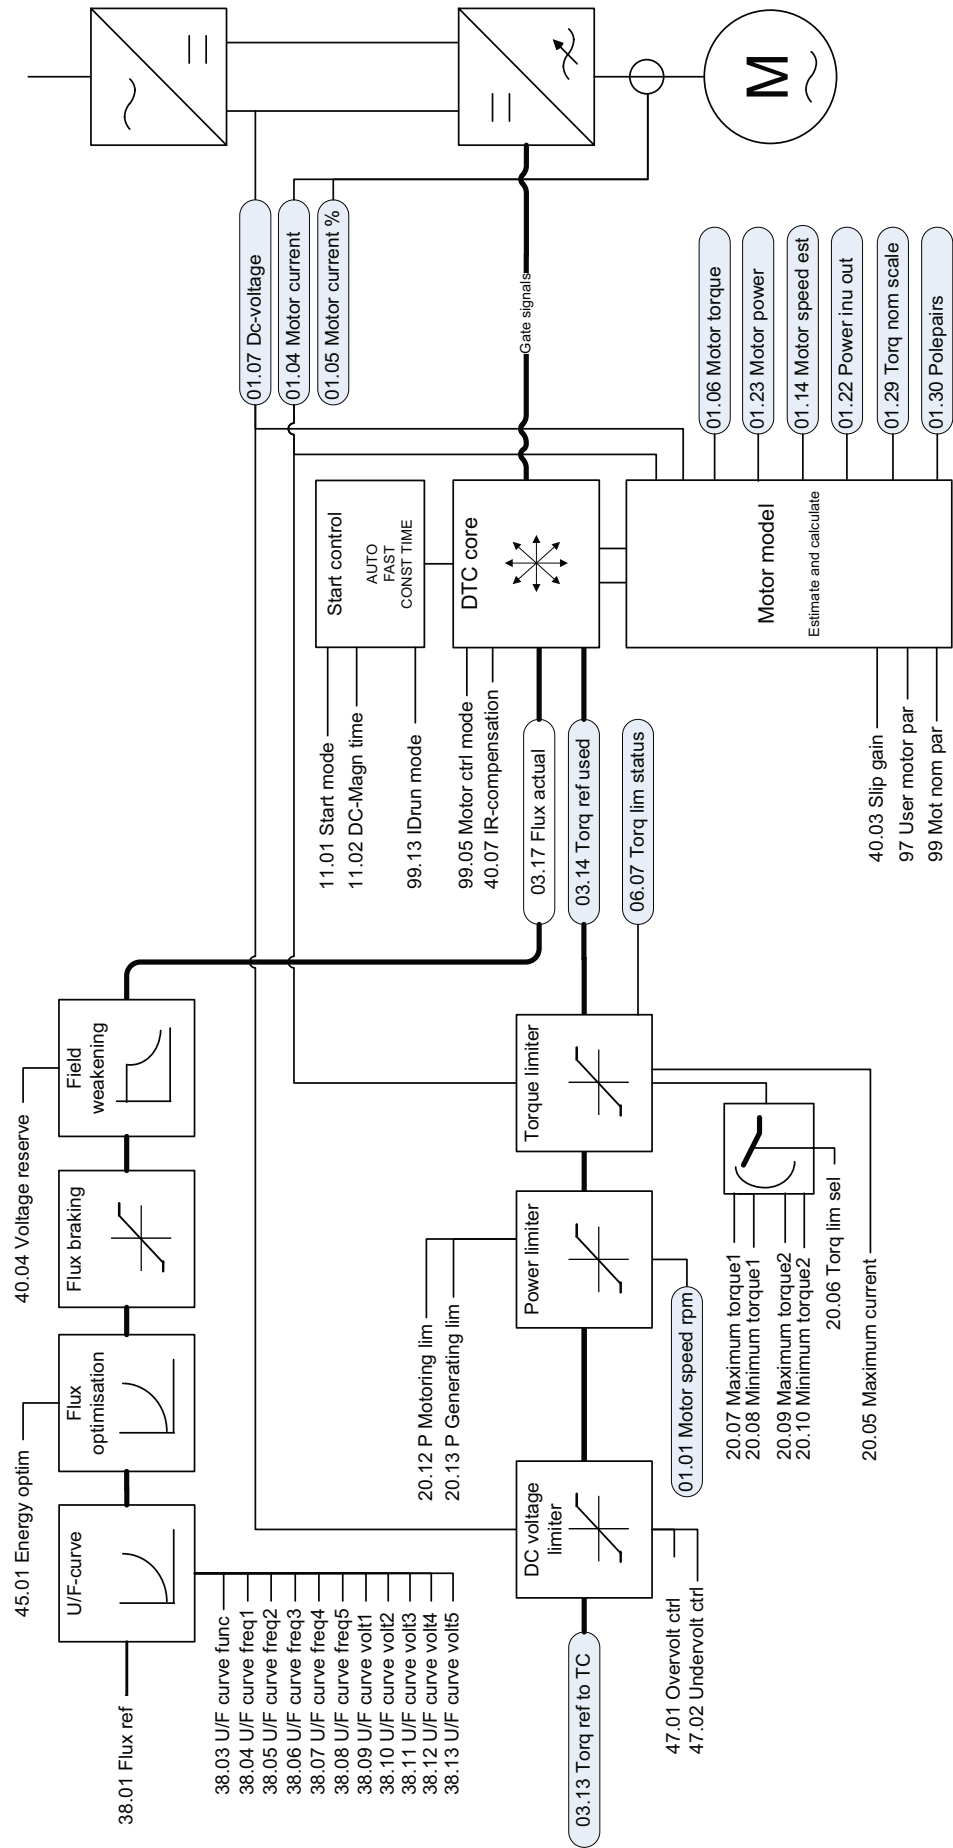 38.01 Flux ref
U/F-curve
45.01 Energy optim
Flux
optimisation
Flux braking
40.04 Voltage reserve
Field
weakening
38.03 U/F curve func
38.04 U/F curve freq1
38.05 U/F curve freq2
38.06 U/F curve freq3
38.07 U/F curve freq4
38.08 U/F curve freq5
38.09 U/F curve volt1
38.10 U/F curve volt2
38.11 U/F curve volt3
38.12 U/F curve volt4
38.13 U/F curve volt5
01.07 Dc-voltage
01.04 Motor current
01.05 Motor current %
11.01 Start mode
11.02 DC-Magn time
99.13 IDrun mode
Start control
AUTO
FAST
CONST TIME
20.12 P Motoring lim
20.13 P Generating lim
99.05 Motor ctrl mode
40.07 IR-compensation
DTC core
Gate signals
03.17 Flux actual
03.13 Torq ref to TC
DC voltage
limiter
Power limiter
Torque limiter
03.14 Torq ref used
06.07 Torq lim status
47.01 Overvolt ctrl
47.02 Undervolt ctrl
01.01 Motor speed rpm
20.07 Maximum torque1
20.08 Minimum torque1
20.09 Maximum torque2
20.10 Minimum torque2
20.06 Torq lim sel
20.05 Maximum current
Motor model
Estimate and calculate
40.03 Slip gain
97 User motor par
99 Mot nom par
01.06 Motor torque
01.23 Motor power
01.14 Motor speed est
01.22 Power inu out
01.29 Torq nom scale
01.30 Polepairs
M